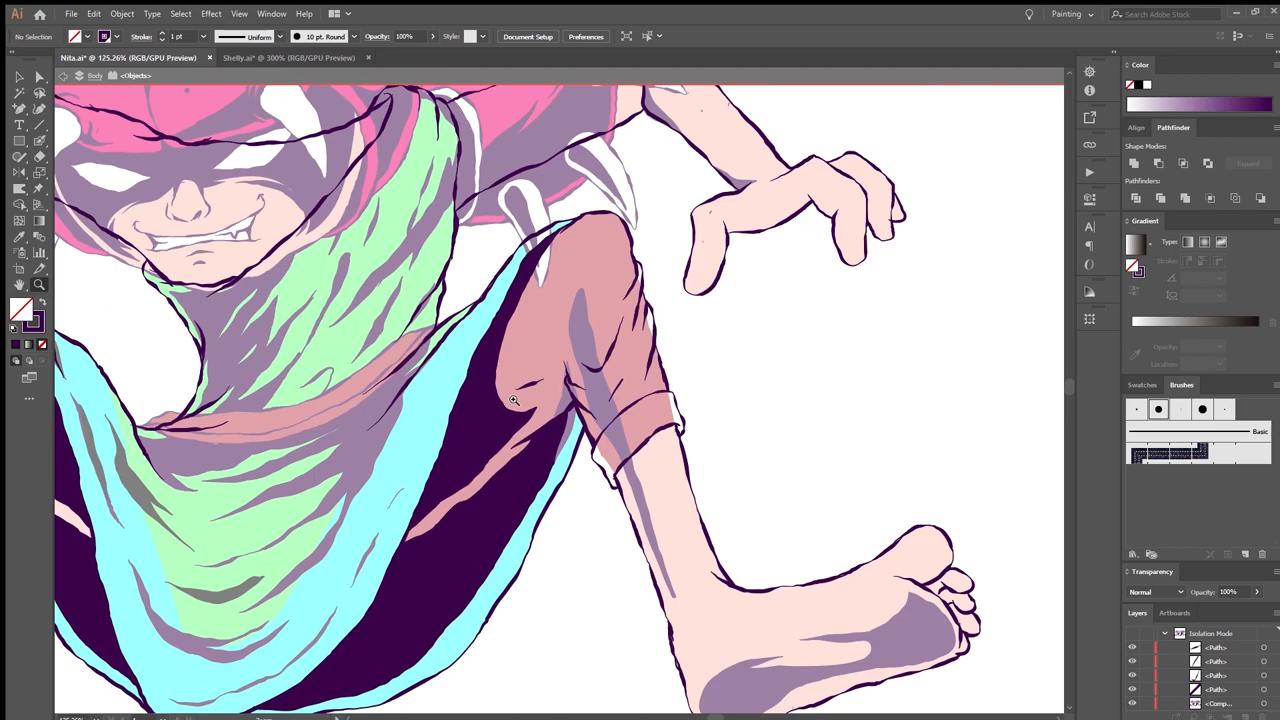 Ai File Edit Object Type Select Effect View Window Help Painting Search Adobe Stock
No Selection Stroke: 1 pt Uniform 10 pt. Round Opacity: 100% Style: Document Setup Preferences
Nita.ai* @ 125.26% (RGB/GPU Preview) × Shelly.ai* @ 300% (RGB/GPU Preview) ×
Body <Objects>
Color
Align Pathfinder
Shape Modes:
Expand
Pathfinders:
Gradient
Type:
Stroke:
Opacity:
Location:
Swatches Brushes
Basic
Transparency
Normal Opacity: 100%
Layers Artboards
Isolation Mode
<Path>
<Path>
<Path>
<Path>
<Comp...